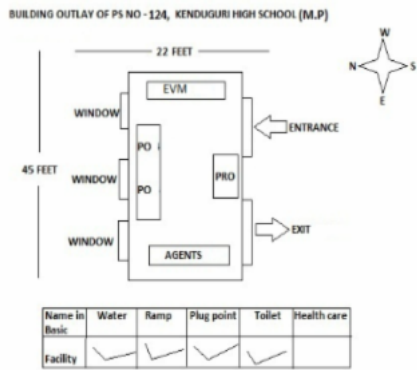 BUILDING OUTLAY OF PS NO -124, KENDUGURI HIGH SCHOOL (M.P)
W
22 FEET
N S
E
EVM
WINDOW
ENTRANCE
PO
45 FEET
WINDOW
PRO
PO
EXIT
WINDOW
AGENTS
Name in Basic Water Ramp Plug point Toilet Health care
Facility